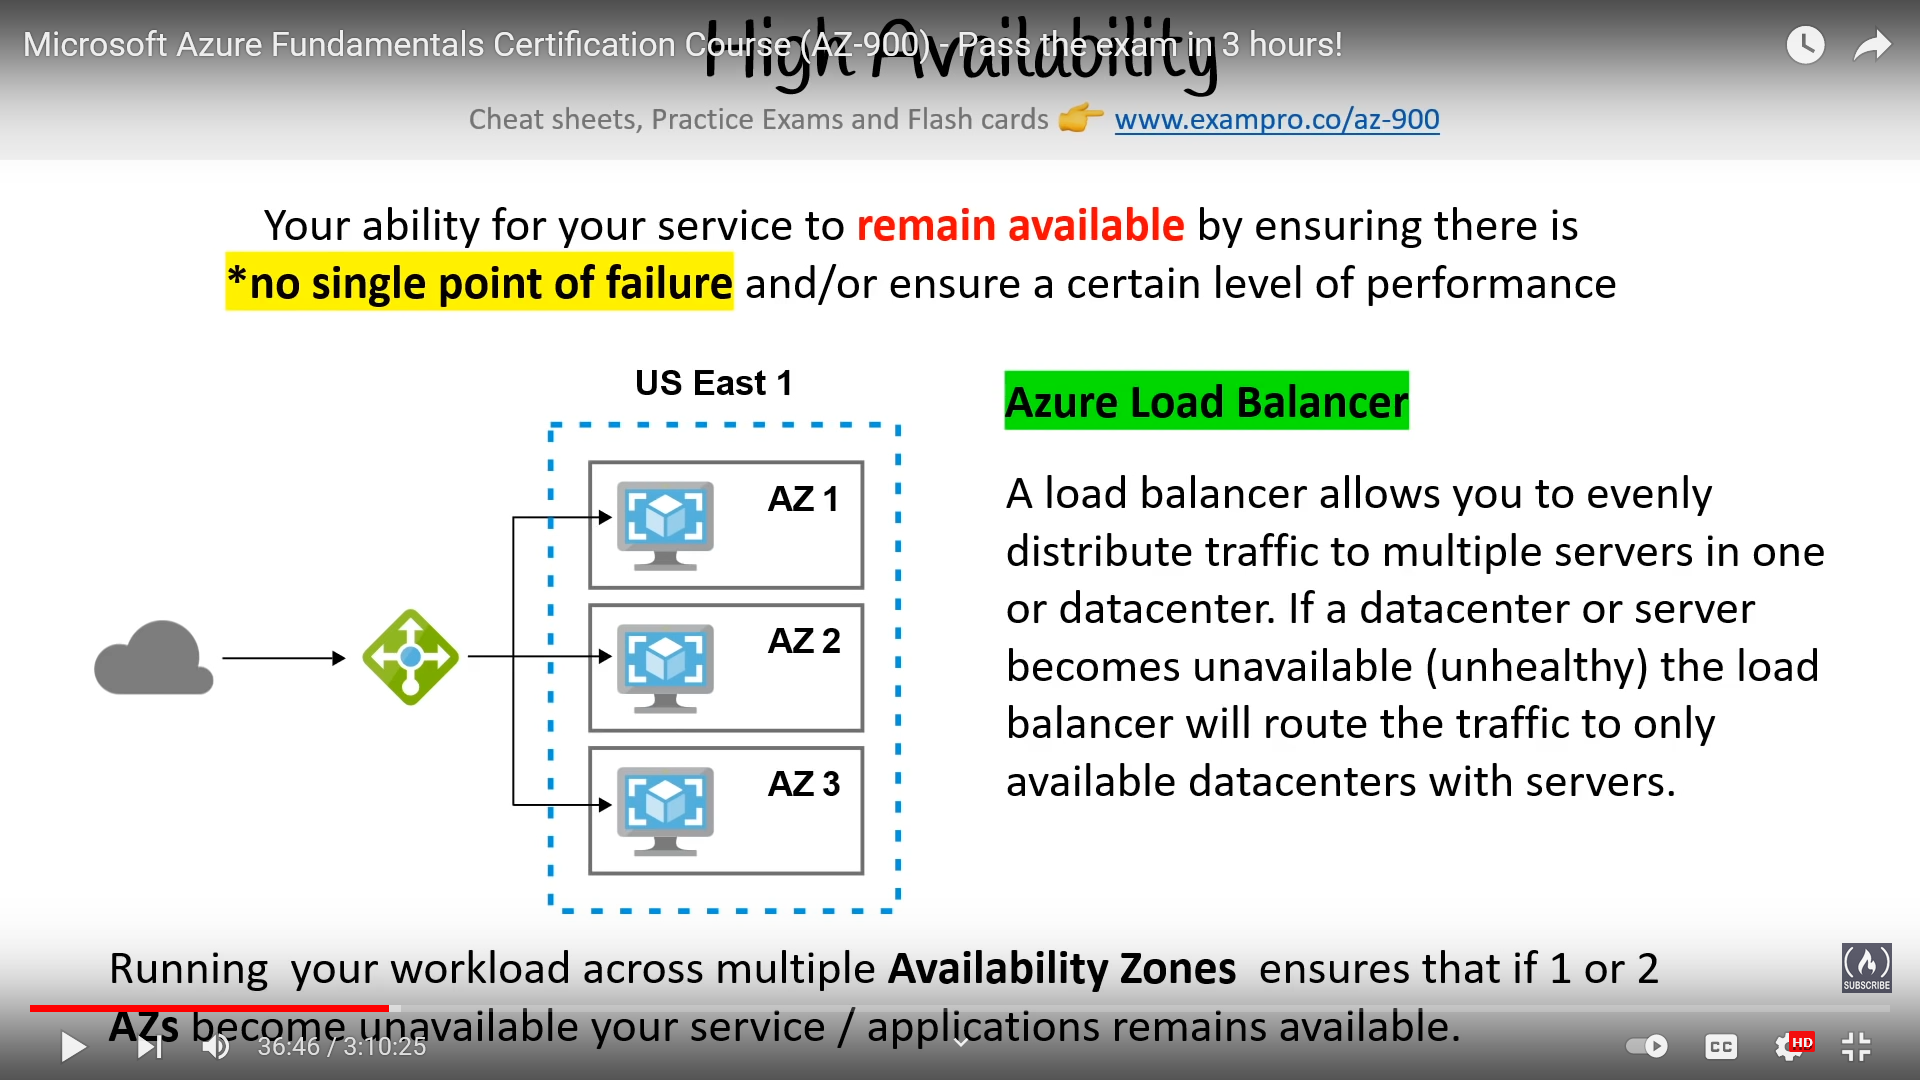 High Availability
Microsoft Azure Fundamentals Certification Course (AZ-900) - Pass the exam in 3 hours!
Cheat sheets, Practice Exams and Flash cards 👉 www.exampro.co/az-900
Your ability for your service to remain available by ensuring there is
*no single point of failure and/or ensure a certain level of performance
US East 1
AZ 1
AZ 2
AZ 3
Azure Load Balancer
A load balancer allows you to evenly
distribute traffic to multiple servers in one
or datacenter. If a datacenter or server
becomes unavailable (unhealthy) the load
balancer will route the traffic to only
available datacenters with servers.
Running your workload across multiple Availability Zones ensures that if 1 or 2
AZs become unavailable your service / applications remains available.
SUBSCRIBE
36:46 / 3:10:25
CC
HD